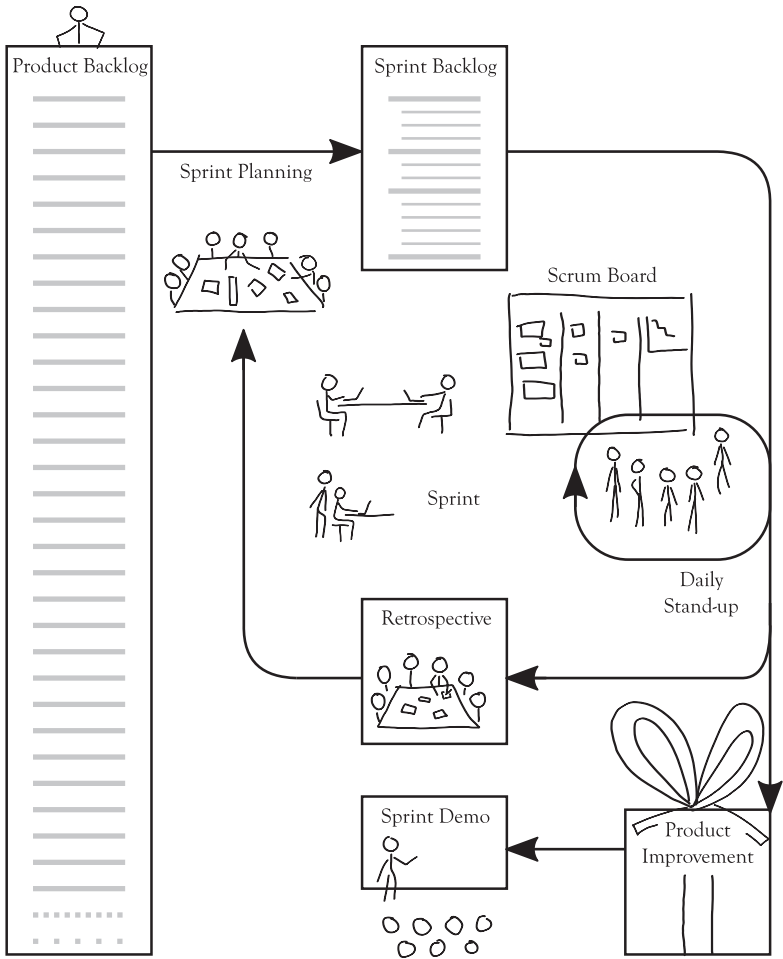 Product Backlog
Sprint Backlog
Sprint Planning
Scrum Board
Sprint
Daily
Stand-up
Retrospective
Sprint Demo
Product
Improvement